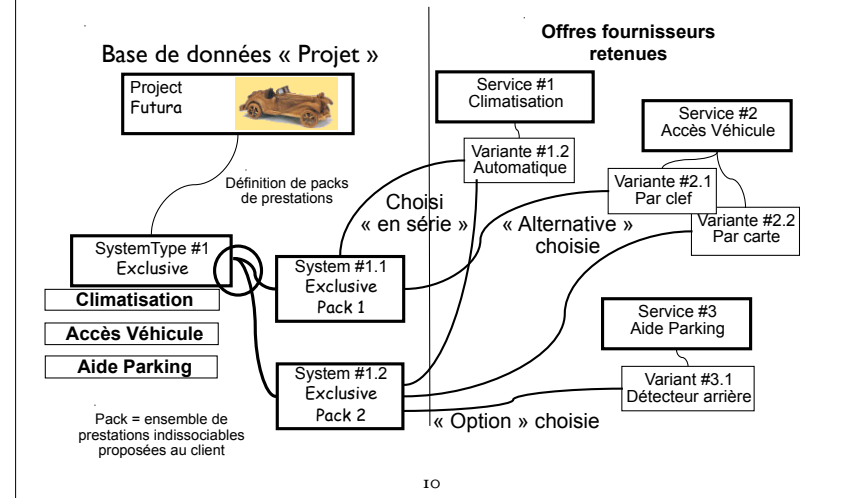 Offres fournisseurs
retenues
Base de données « Projet »
Project
Futura
Service #1
Climatisation
Service #2
Accès Véhicule
Variante #1.2
Automatique
Variante #2.1
Par clef
Variante #2.2
Par carte
Définition de packs
de prestations
Choisi
« en série »
« Alternative »
choisie
SystemType #1
Exclusive
Climatisation
Accès Véhicule
Aide Parking
System #1.1
Exclusive
Pack 1
Service #3
Aide Parking
System #1.2
Exclusive
Pack 2
Variant #3.1
Détecteur arrière
« Option » choisie
Pack = ensemble de
prestations indissociables
proposées au client
10